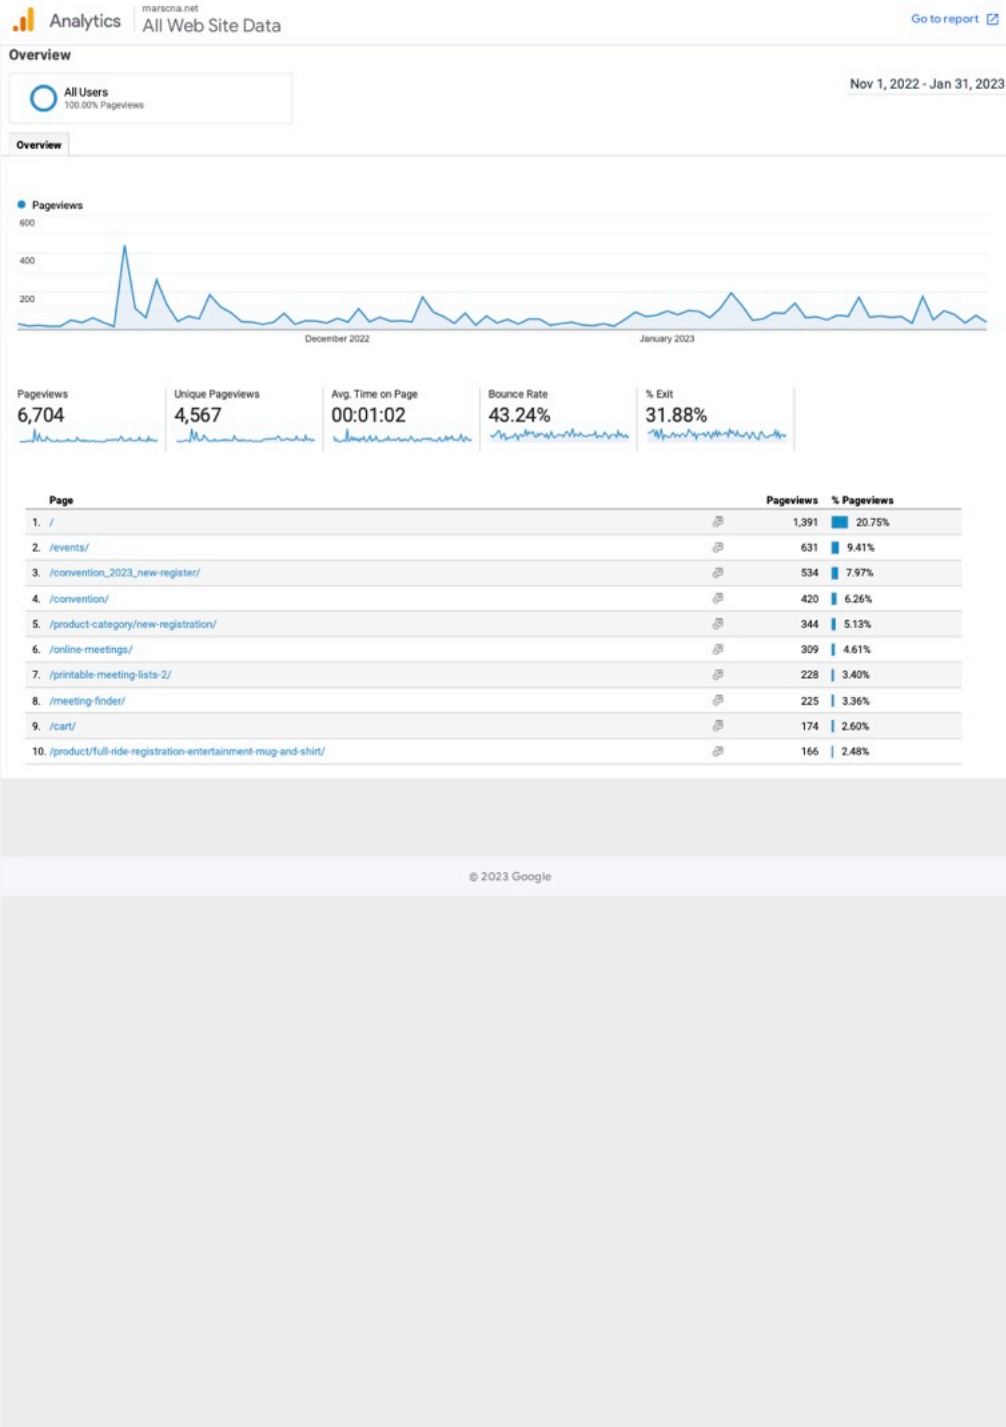 marscna.net
Analytics All Web Site Data Go to report
Overview
All Users
100.00% Pageviews
Nov 1, 2022 - Jan 31, 2023
Overview
Pageviews
600
400
200
December 2022 January 2023
Pageviews Unique Pageviews Avg. Time on Page Bounce Rate % Exit
6,704 4,567 00:01:02 43.24% 31.88%
Page Pageviews % Pageviews
1. / 1,391 20.75%
2. /events/ 631 9.41%
3. /convention_2023_new-register/ 534 7.97%
4. /convention/ 420 6.26%
5. /product-category/new-registration/ 344 5.13%
6. /online-meetings/ 309 4.61%
7. /printable-meeting-lists-2/ 228 3.40%
8. /meeting-finder/ 225 3.36%
9. /cart/ 174 2.60%
10. /product/full-ride-registration-entertainment-mug-and-shirt/ 166 2.48%
© 2023 Google